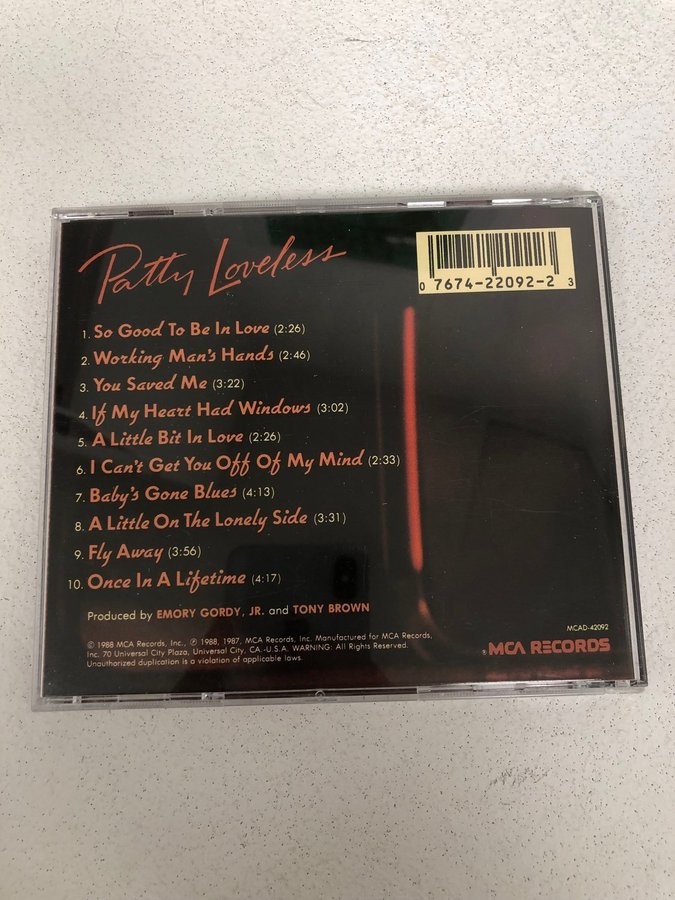 Patty Loveless
0 7674-22092-2 3
1. So Good To Be In Love (2:26)
2. Working Man's Hands (2:46)
3. You Saved Me (3:22)
4. If My Heart Had Windows (3:02)
5. A Little Bit In Love (2:26)
6. I Can't Get You Off Of My Mind (2:33)
7. Baby's Gone Blues (4:13)
8. A Little On The Lonely Side (3:31)
9. Fly Away (3:56)
10. Once In A Lifetime (4:17)
Produced by EMORY GORDY, JR. and TONY BROWN
MCAD-42092
© 1988 MCA Records, Inc., ℗ 1988, 1987, MCA Records, Inc. Manufactured for MCA Records,
Inc. 70 Universal City Plaza, Universal City, CA.-U.S.A. WARNING: All Rights Reserved.
Unauthorized duplication is a violation of applicable laws.
® MCA RECORDS